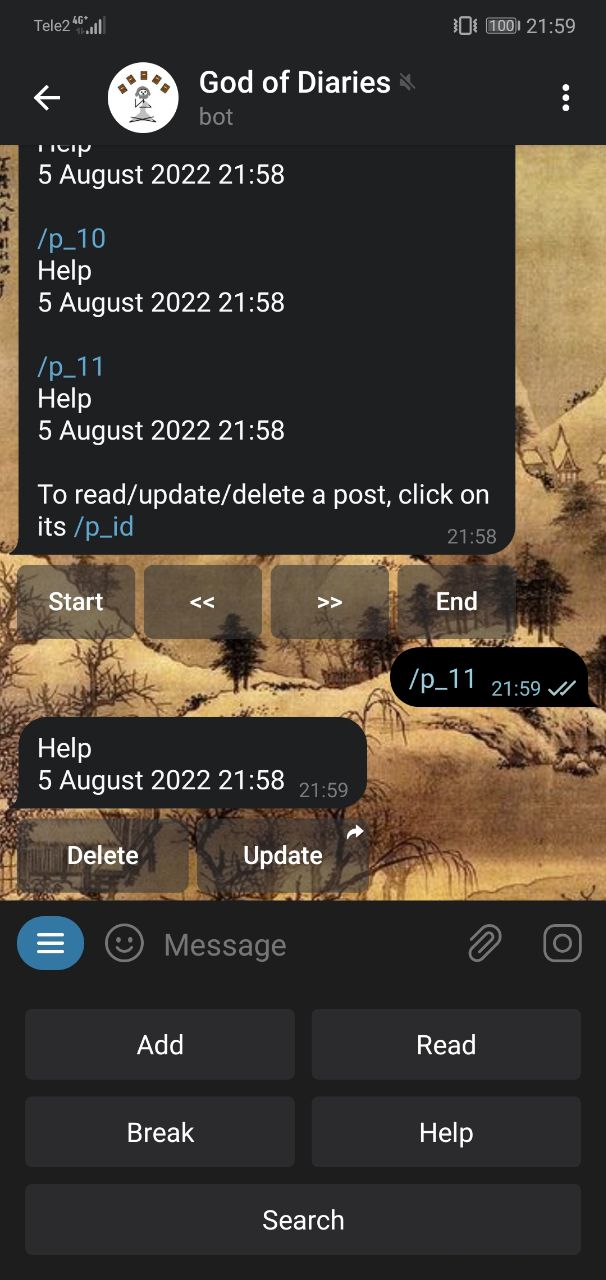 Tele2 4G+ 100 21:59
God of Diaries
bot
Help
5 August 2022 21:58
/p_10
Help
5 August 2022 21:58
/p_11
Help
5 August 2022 21:58
To read/update/delete a post, click on
its /p_id 21:58
Start << >> End
/p_11 21:59
Help
5 August 2022 21:58 21:59
Delete Update
Message
Add Read
Break Help
Search